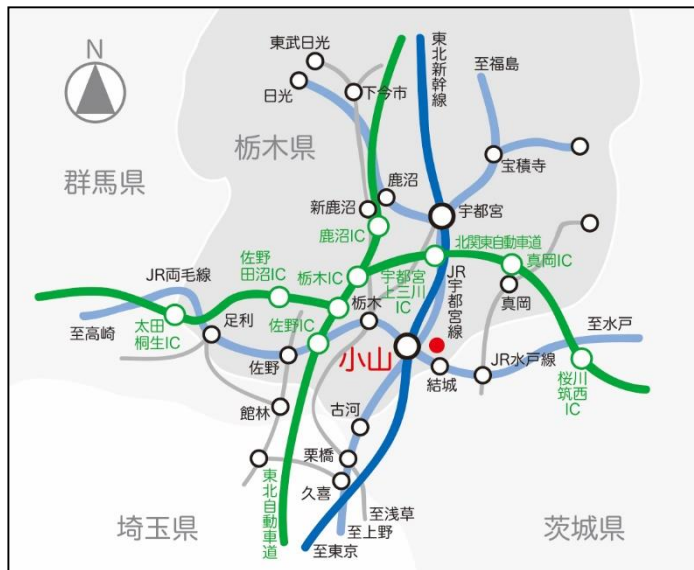 N
東武日光
日光
下今市
東北新幹線
至福島
栃木県
群馬県
宝積寺
鹿沼
新鹿沼
宇都宮
鹿沼IC
北関東自動車道
佐野
田沼IC
栃木IC
宇都宮
上三川
IC
JR宇都宮線
真岡IC
真岡
JR両毛線
至高崎
太田
桐生IC
足利
佐野IC
栃木
小山
至水戸
佐野
結城
JR水戸線
桜川
筑西
IC
館林
古河
栗橋
久喜
東北自動車道
至浅草
至上野
至東京
埼玉県
茨城県